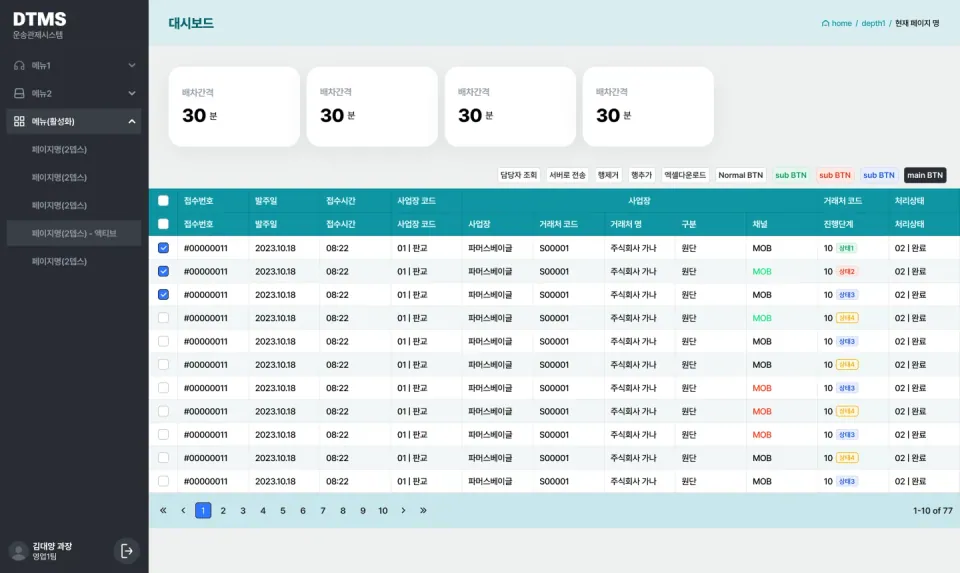 DTMS
운송관제시스템
메뉴1
메뉴2
메뉴(활성화)
페이지명(2뎁스)
페이지명(2뎁스)
페이지명(2뎁스)
페이지명(2뎁스) - 액티브
페이지명(2뎁스)
김대양 과장
영업1팀
대시보드
home / depth1 / 현재 페이지 명
배차간격 배차간격 배차간격 배차간격
30 분 30 분 30 분 30 분
담당자 조회 서버로 전송 행제거 행추가 엑셀다운로드 Normal BTN sub BTN sub BTN sub BTN main BTN
접수번호 발주일 접수시간 사업장 코드 사업장 거래처 코드 처리상태
접수번호 발주일 접수시간 사업장 코드 사업장 거래처 코드 거래처 명 구분 채널 진행단계 처리상태
#00000011 2023.10.18 08:22 01 | 판교 파머스베이글 S00001 주식회사 가나 원단 MOB 10 상태1 02 | 완료
#00000011 2023.10.18 08:22 01 | 판교 파머스베이글 S00001 주식회사 가나 원단 MOB 10 상태2 02 | 완료
#00000011 2023.10.18 08:22 01 | 판교 파머스베이글 S00001 주식회사 가나 원단 MOB 10 상태3 02 | 완료
#00000011 2023.10.18 08:22 01 | 판교 파머스베이글 S00001 주식회사 가나 원단 MOB 10 상태4 02 | 완료
#00000011 2023.10.18 08:22 01 | 판교 파머스베이글 S00001 주식회사 가나 원단 MOB 10 상태3 02 | 완료
#00000011 2023.10.18 08:22 01 | 판교 파머스베이글 S00001 주식회사 가나 원단 MOB 10 상태4 02 | 완료
#00000011 2023.10.18 08:22 01 | 판교 파머스베이글 S00001 주식회사 가나 원단 MOB 10 상태3 02 | 완료
#00000011 2023.10.18 08:22 01 | 판교 파머스베이글 S00001 주식회사 가나 원단 MOB 10 상태4 02 | 완료
#00000011 2023.10.18 08:22 01 | 판교 파머스베이글 S00001 주식회사 가나 원단 MOB 10 상태3 02 | 완료
#00000011 2023.10.18 08:22 01 | 판교 파머스베이글 S00001 주식회사 가나 원단 MOB 10 상태4 02 | 완료
#00000011 2023.10.18 08:22 01 | 판교 파머스베이글 S00001 주식회사 가나 원단 MOB 10 상태3 02 | 완료
« ‹ 1 2 3 4 5 6 7 8 9 10 › » 1-10 of 77